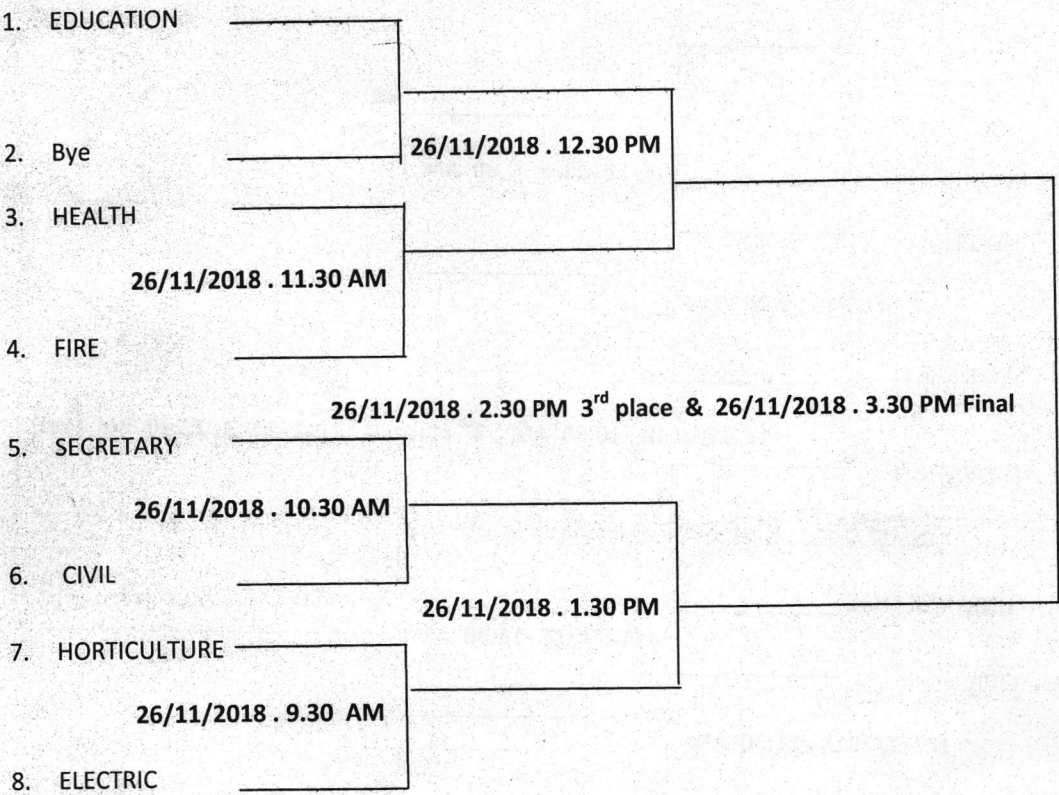 1. EDUCATION
2. Bye
26/11/2018 . 12.30 PM
3. HEALTH
26/11/2018 . 11.30 AM
4. FIRE
26/11/2018 . 2.30 PM 3rd place & 26/11/2018 . 3.30 PM Final
5. SECRETARY
26/11/2018 . 10.30 AM
6. CIVIL
26/11/2018 . 1.30 PM
7. HORTICULTURE
26/11/2018 . 9.30 AM
8. ELECTRIC